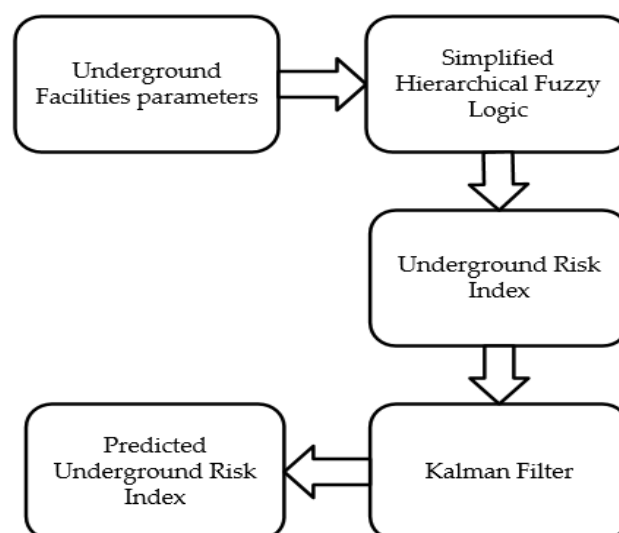 Underground
Facilities parameters
Simplified
Hierarchical Fuzzy
Logic
Underground Risk
Index
Kalman Filter
Predicted
Underground Risk
Index